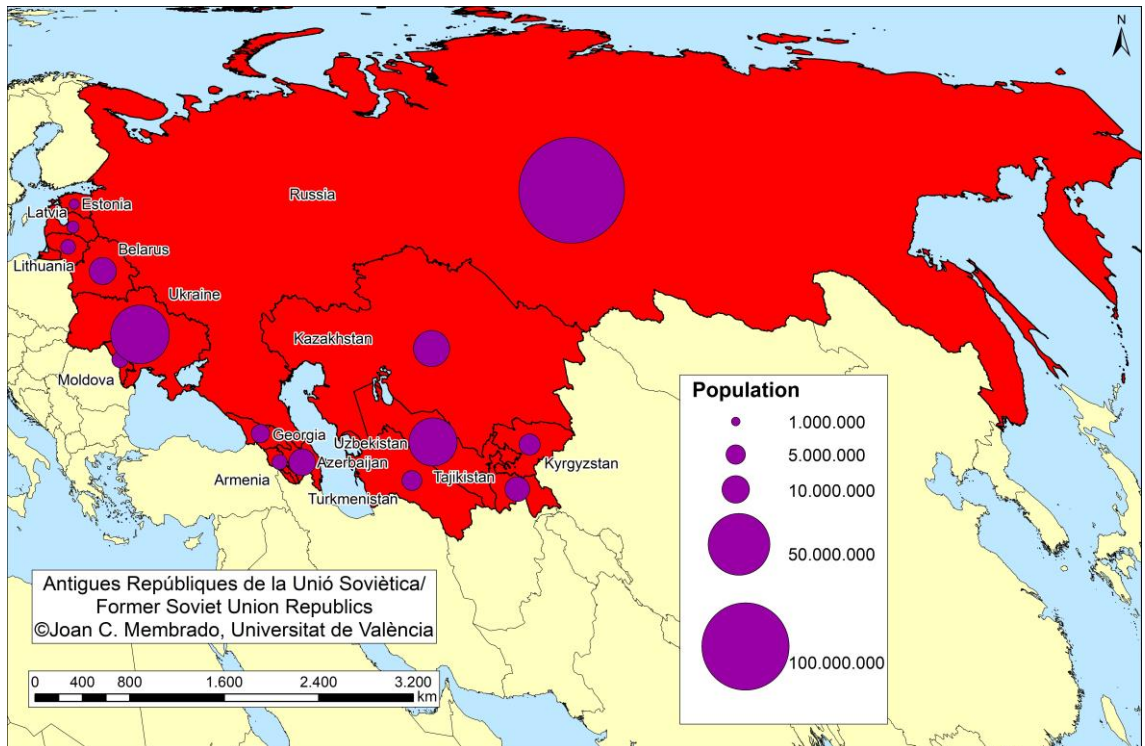 N
Russia
Estonia
Latvia
Lithuania
Belarus
Ukraine
Kazakhstan
Moldova
Georgia
Uzbekistan
Azerbaijan
Armenia
Tajikistan
Kyrgyzstan
Turkmenistan
Population
1.000.000
5.000.000
10.000.000
50.000.000
100.000.000
Antigues Repúbliques de la Unió Soviètica/
Former Soviet Union Republics
©Joan C. Membrado, Universitat de València
0 400 800 1.600 2.400 3.200
km